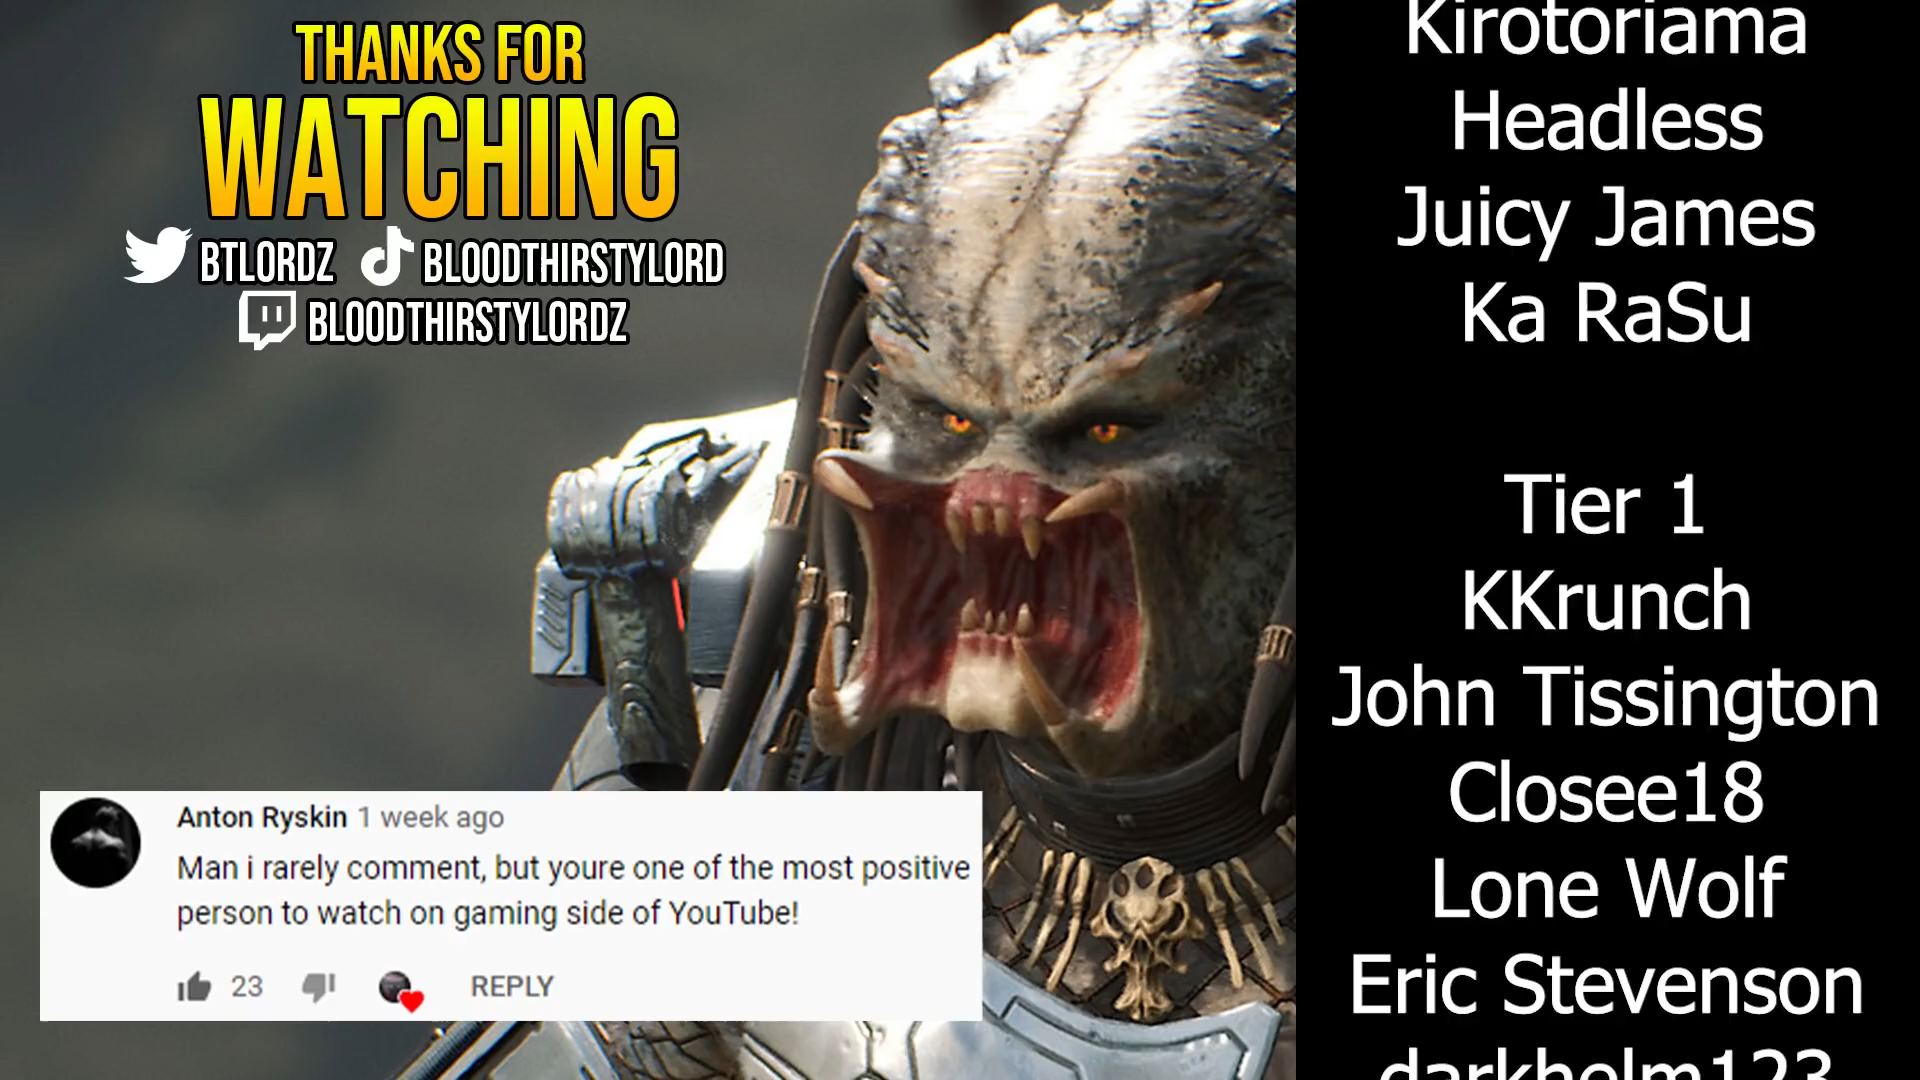 THANKS FOR
WATCHING
BTLORDZ BLOODTHIRSTYLORD
BLOODTHIRSTYLORDZ
Anton Ryskin 1 week ago
Man i rarely comment, but youre one of the most positive
person to watch on gaming side of YouTube!
23 REPLY
Kirotoriama
Headless
Juicy James
Ka RaSu
Tier 1
KKrunch
John Tissington
Closee18
Lone Wolf
Eric Stevenson
darkholm123